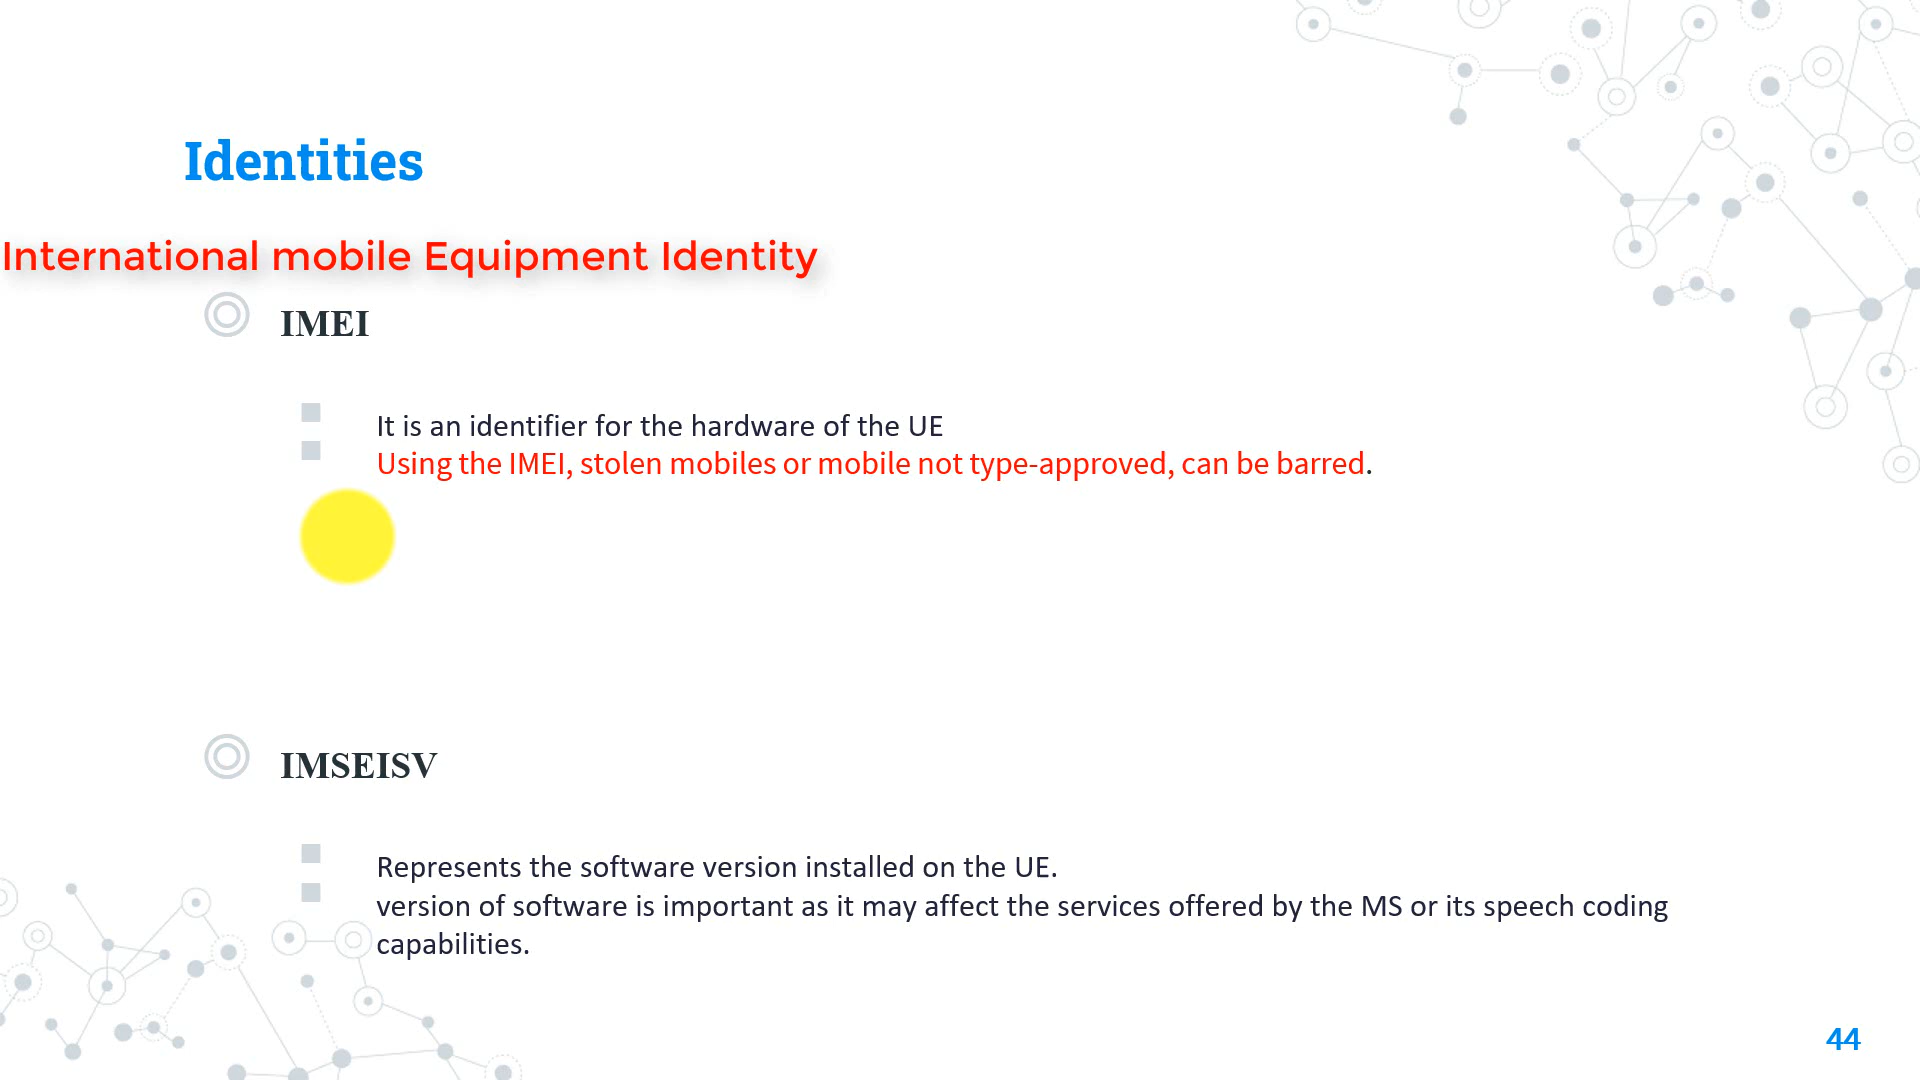 Identities
International mobile Equipment Identity
IMEI
It is an identifier for the hardware of the UE
Using the IMEI, stolen mobiles or mobile not type-approved, can be barred.
IMSEISV
Represents the software version installed on the UE.
version of software is important as it may affect the services offered by the MS or its speech coding
capabilities.
44